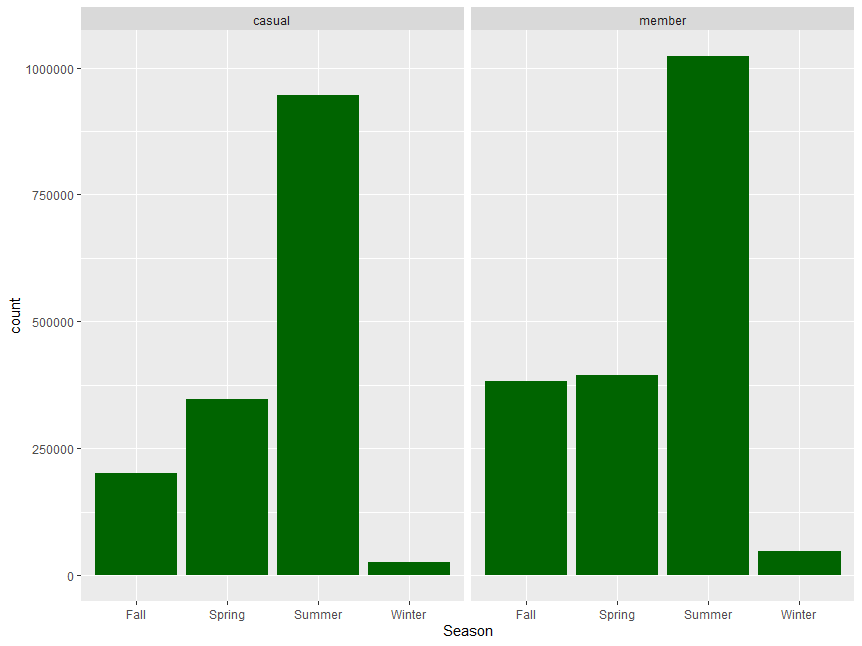 casual member
1000000
750000
500000
250000
0
count
Fall Spring Summer Winter Fall Spring Summer Winter
Season